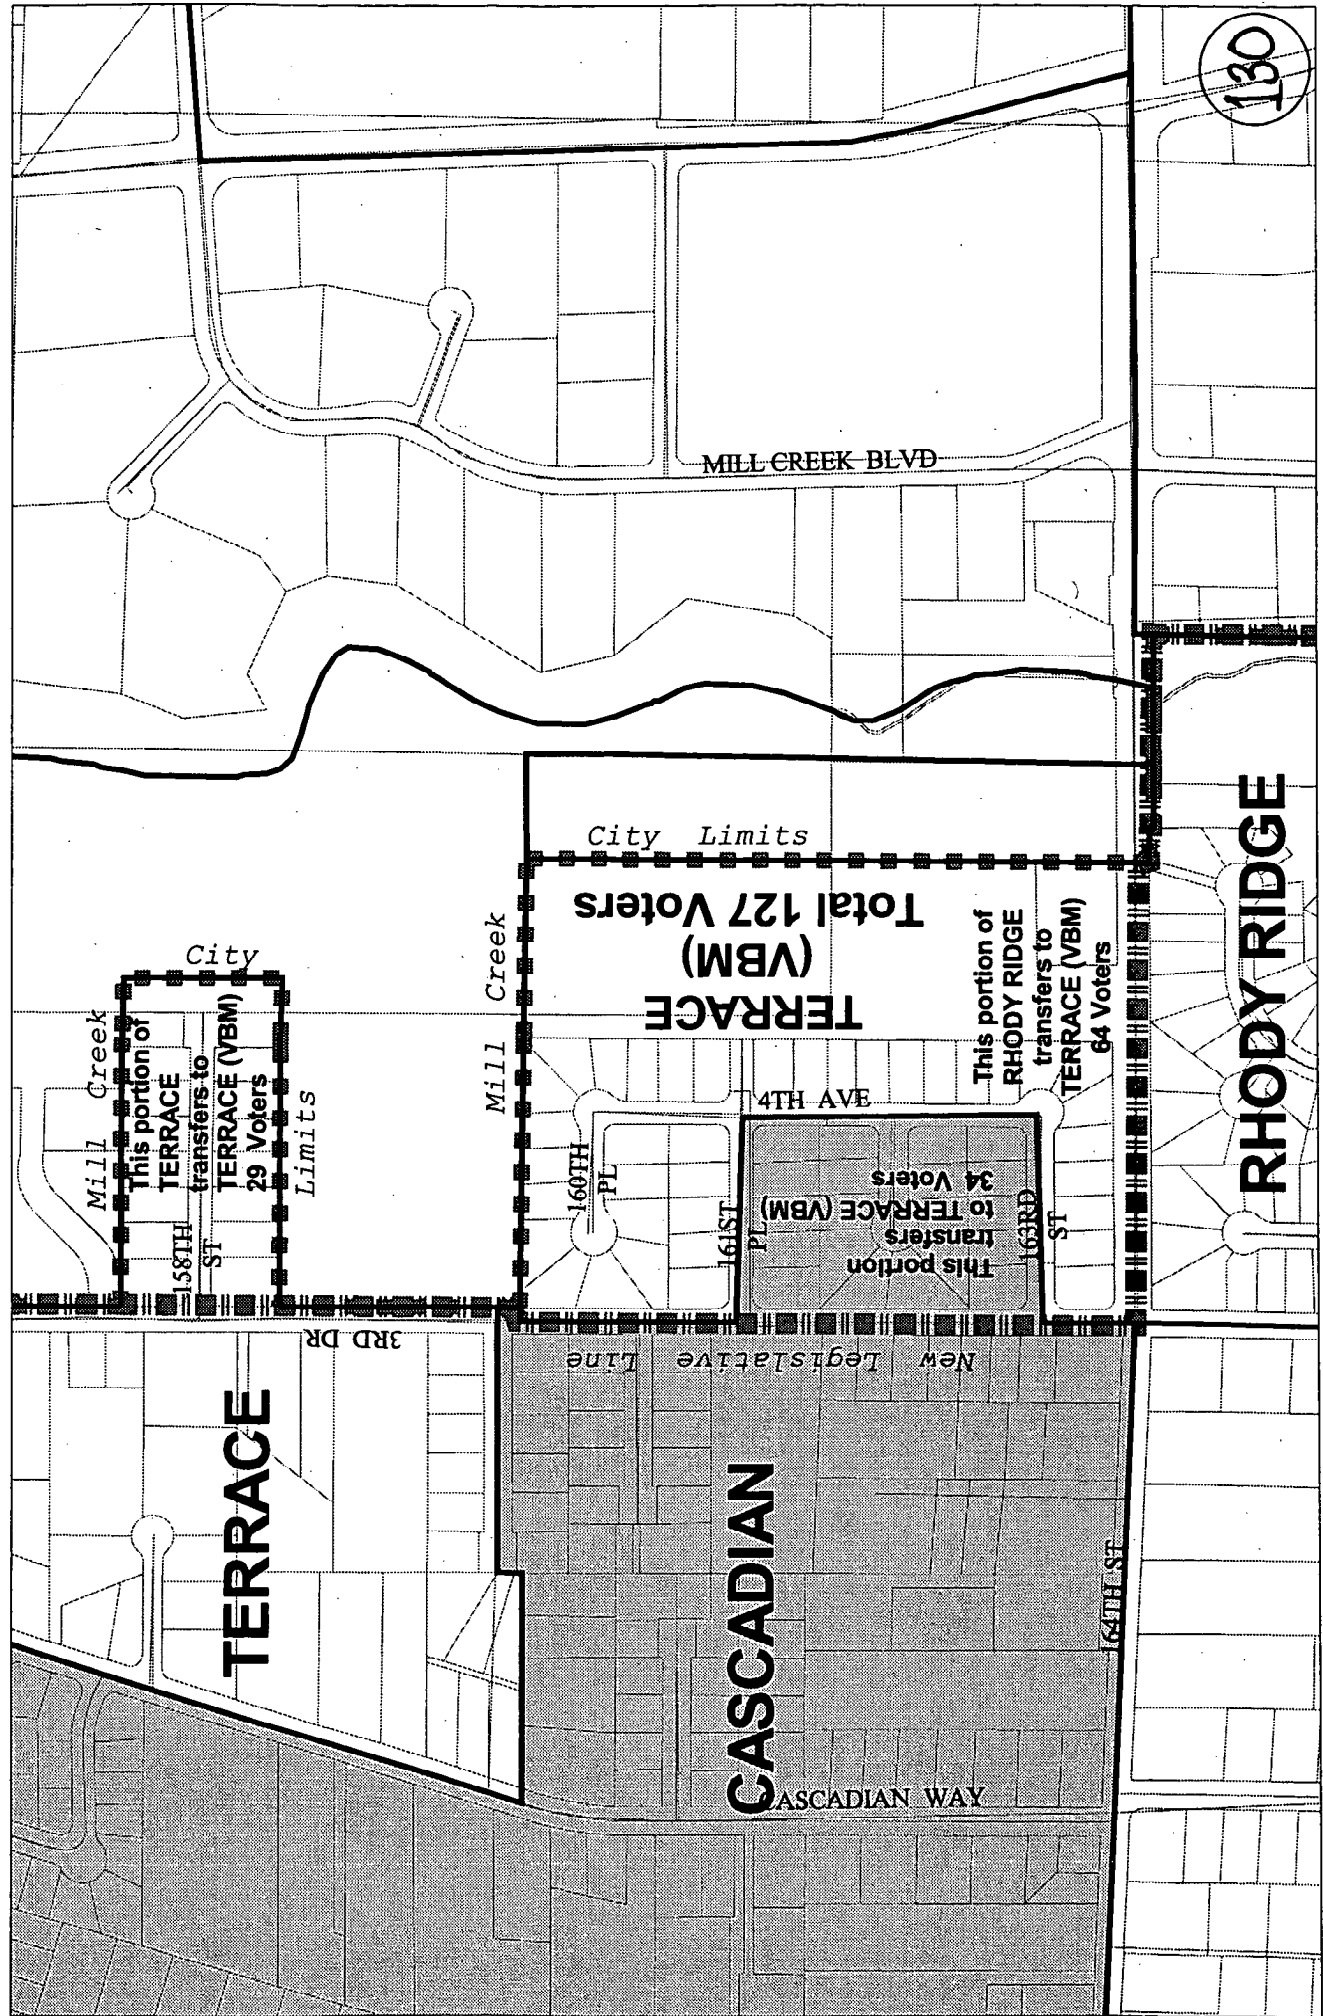 130
MILL CREEK BLVD
City Limits
Mill Creek
TERRACE
(VBM)
Total 127 Voters
This portion of
RHODY RIDGE
transfers to
TERRACE (VBM)
64 Voters
RHODY RIDGE
City
Limits
Mill Creek
This portion of
TERRACE
transfers to
TERRACE (VBM)
29 Voters
158TH
ST
160TH
PL
4TH AVE
161ST
PL
This portion
transfers
to TERRACE (VBM)
34 Voters
163RD
ST
3RD DR
New Legislative Line
TERRACE
CASCADIAN
CASCADIAN WAY
164TH ST